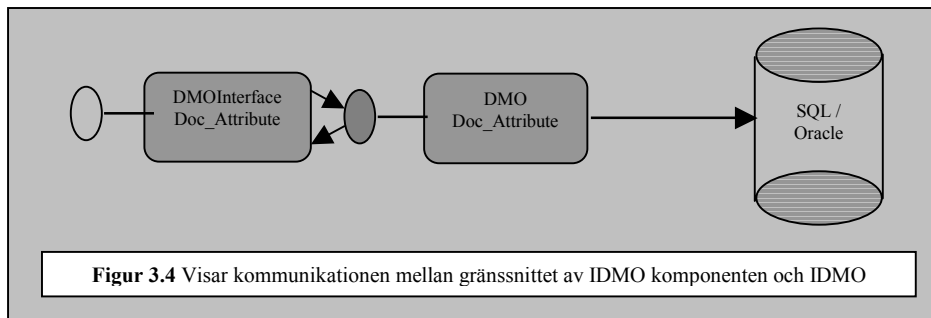 DMOInterface
Doc_Attribute
DMO
Doc_Attribute
SQL /
Oracle
Figur 3.4 Visar kommunikationen mellan gränssnittet av IDMO komponenten och IDMO